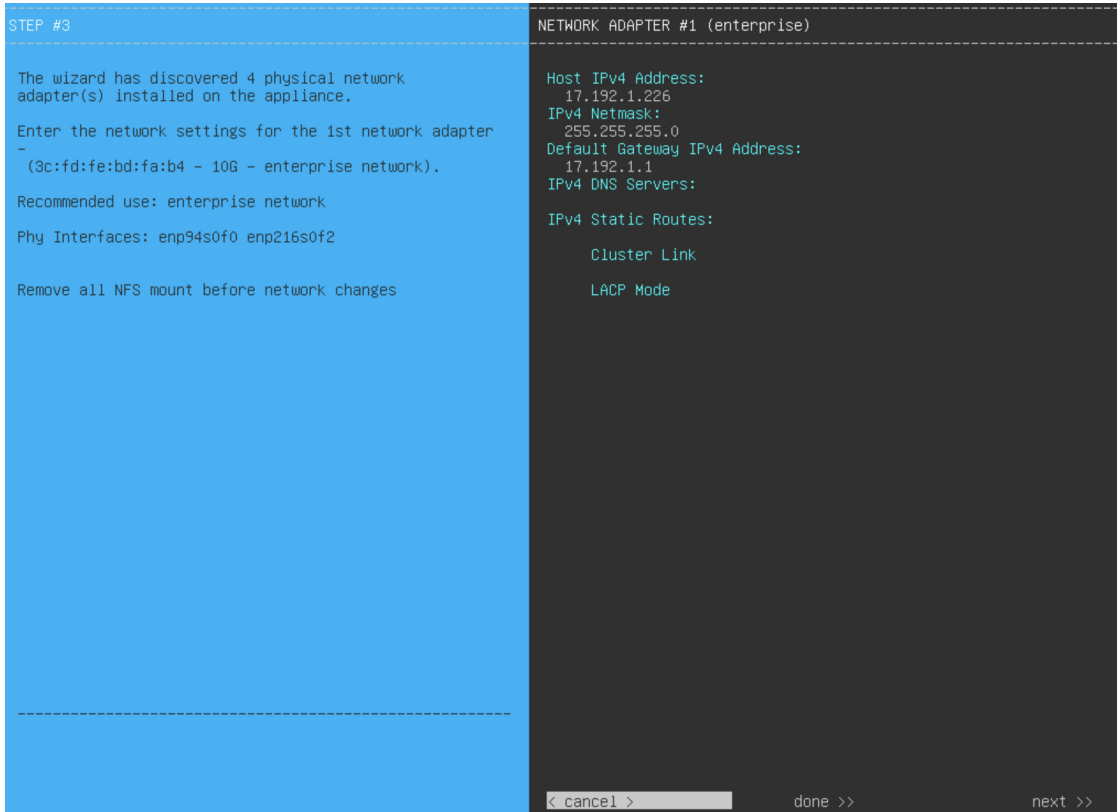 STEP #3
The wizard has discovered 4 physical network
adapter(s) installed on the appliance.
Enter the network settings for the 1st network adapter
-
(3c:fd:fe:bd:fa:b4 - 10G - enterprise network).
Recommended use: enterprise network
Phy Interfaces: enp94s0f0 enp216s0f2
Remove all NFS mount before network changes
NETWORK ADAPTER #1 (enterprise)
Host IPv4 Address:
17.192.1.226
IPv4 Netmask:
255.255.255.0
Default Gateway IPv4 Address:
17.192.1.1
IPv4 DNS Servers:
IPv4 Static Routes:
Cluster Link
LACP Mode
< cancel > done >> next >>